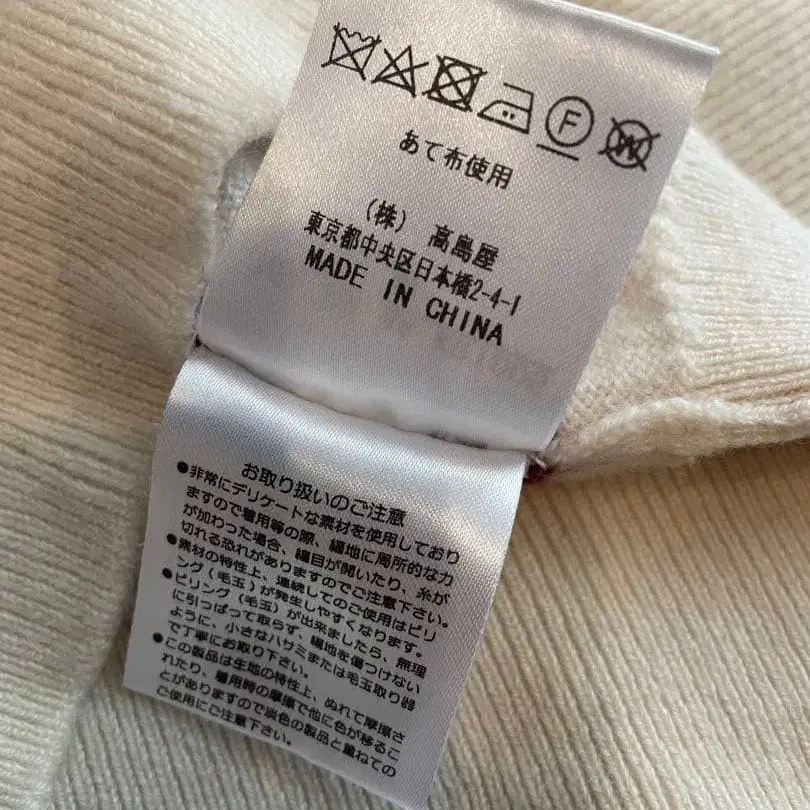 F W
あて布使用
(株) 高島屋
東京都中央区日本橋2-4-1
MADE IN CHINA
お取り扱いのご注意
●非常にデリケートな素材を使用しており
ますので着用等の際、編地に局所的な力
が加わった場合、編目が開いたり、糸が
切れる恐れがありますのでご注意下さい。
●素材の特性上、連続してのご使用はピリ
ング(毛玉)が発生しやすくなります。
●ピリング(毛玉)が出来ましたら、無理
に引っぱって取らず、編地を傷つけない
ように、小さなハサミまたは毛玉取り器
で丁寧にお取り下さい。
●この製品は生地の特性上、ぬれて摩擦さ
れたり、着用時の摩擦で他に色が移るこ
とがありますので淡色の製品と重ねての
ご使用にご注意下さい。